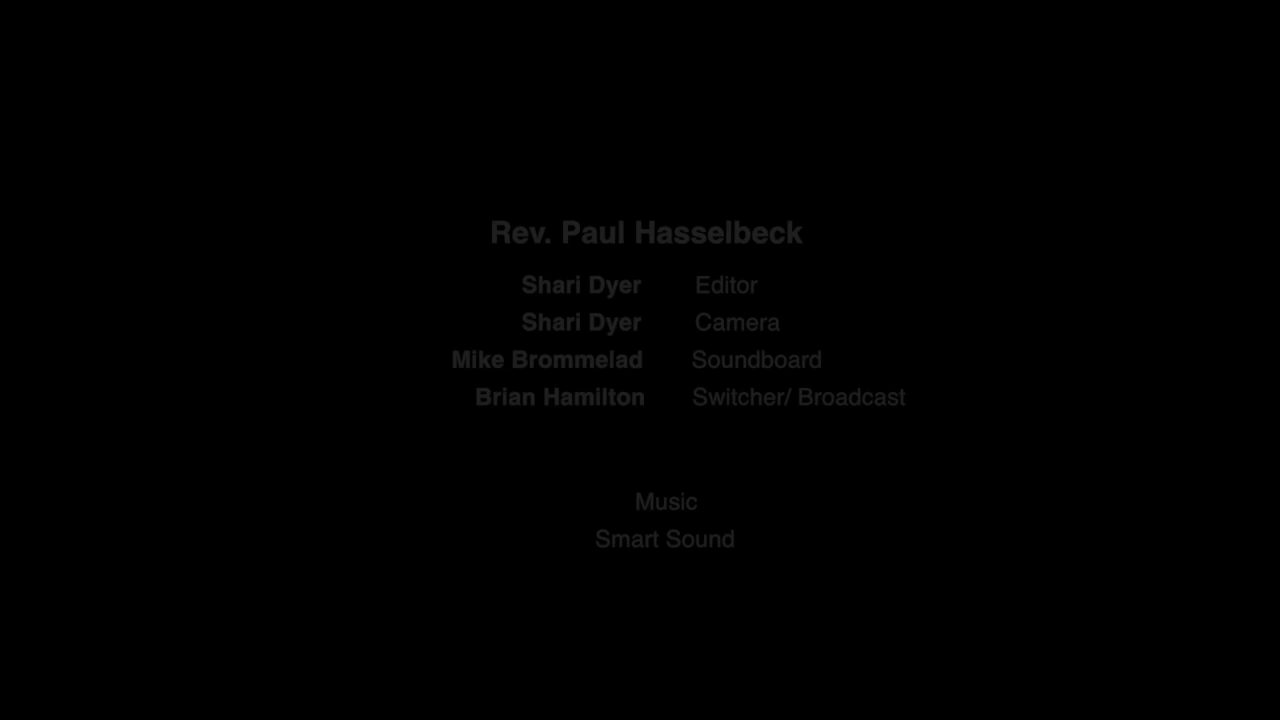 Rev. Paul Hasselbeck
Shari Dyer Editor
Shari Dyer Camera
Mike Brommelad Soundboard
Brian Hamilton Switcher/ Broadcast
Music
Smart Sound